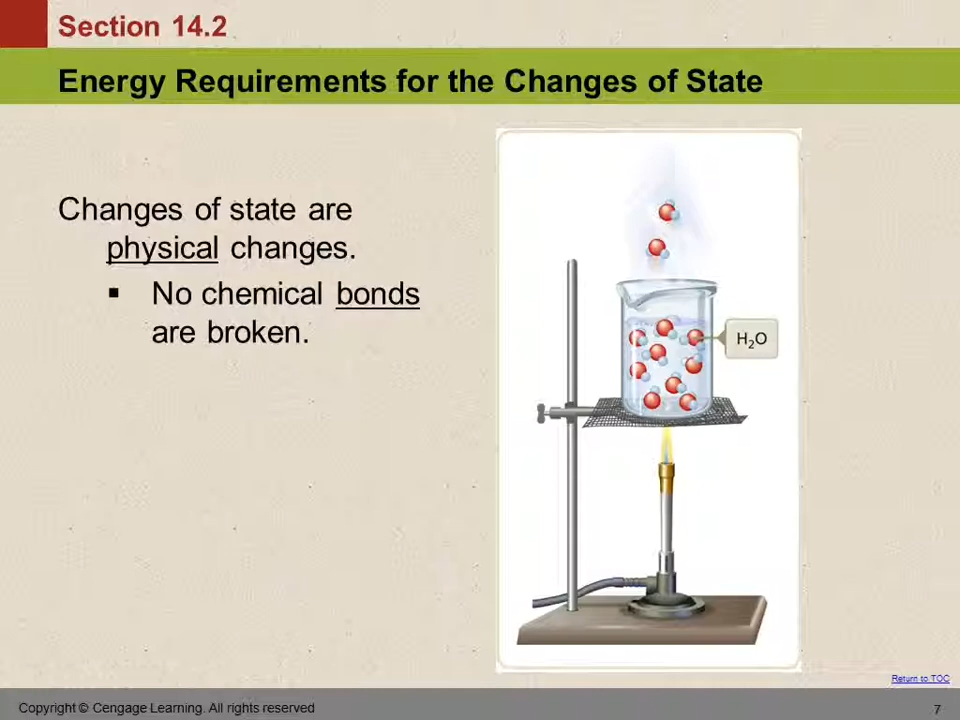 Section 14.2
Energy Requirements for the Changes of State
Changes of state are
physical changes.
▪ No chemical bonds
are broken.
H₂O
Return to TOC
Copyright © Cengage Learning. All rights reserved
7